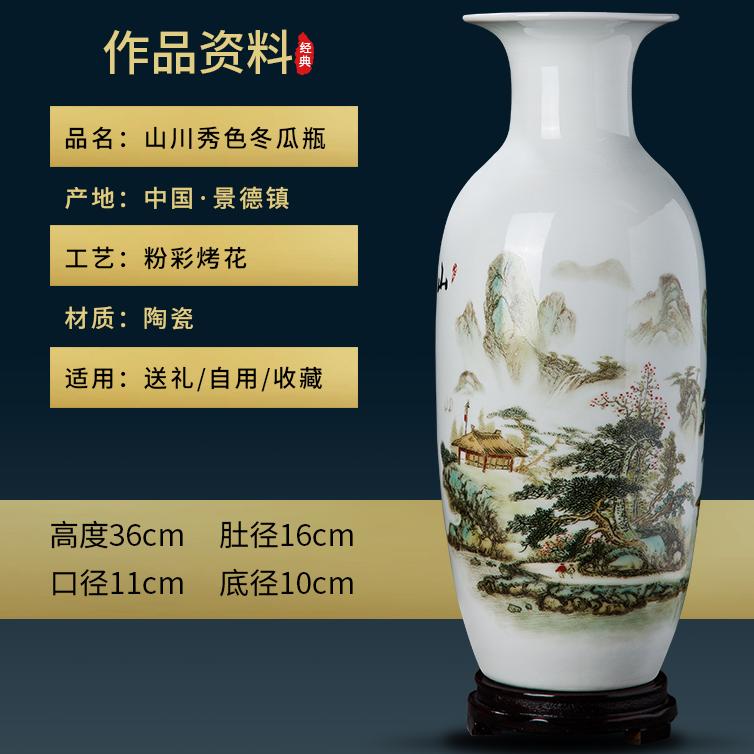 作品资料
经典
品名：山川秀色冬瓜瓶
产地：中国·景德镇
工艺：粉彩烤花
材质：陶瓷
适用：送礼/自用/收藏
高度36cm 肚径16cm
口径11cm 底径10cm
山